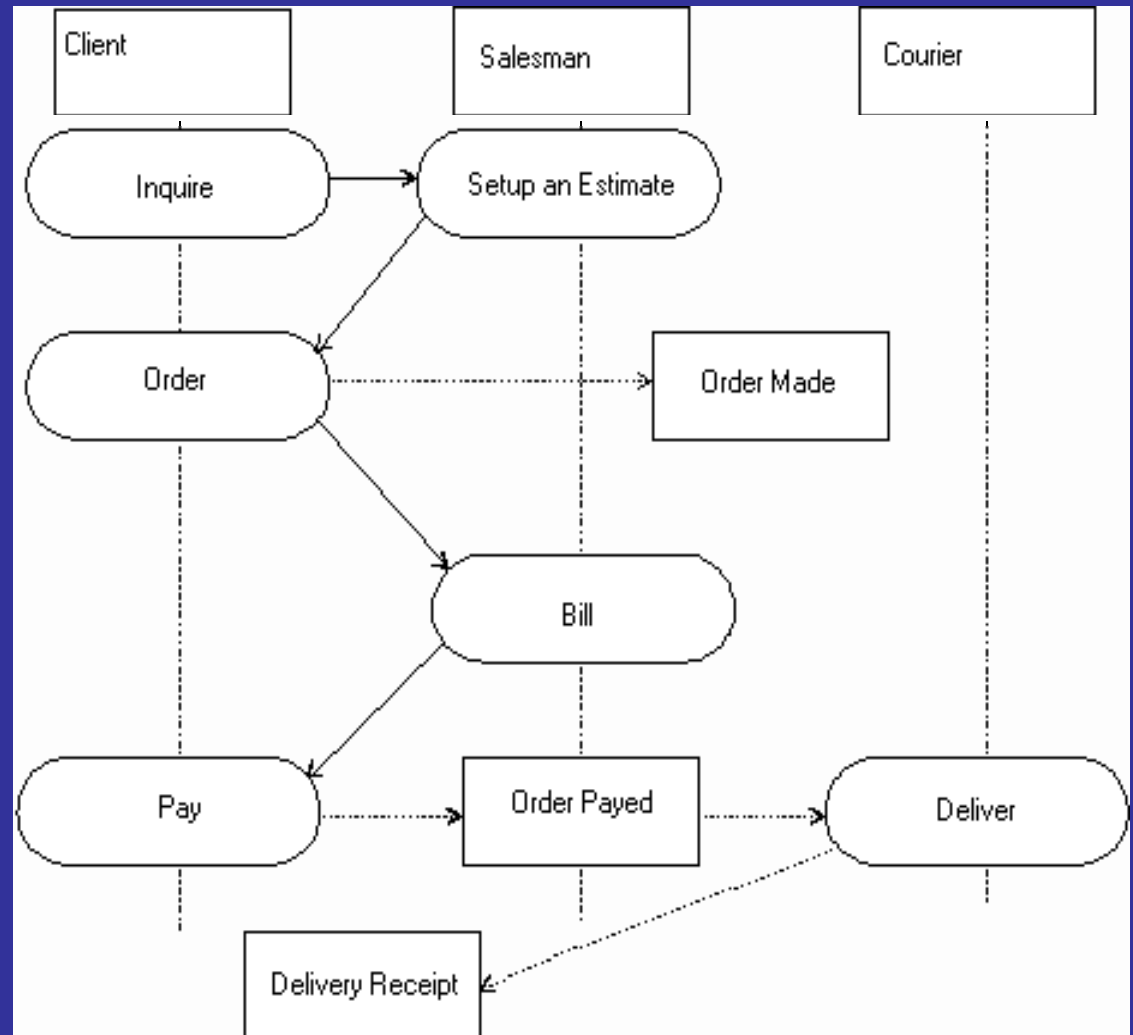 Client
Salesman
Courier
Inquire
Setup an Estimate
Order
Order Made
Bill
Pay
Order Payed
Deliver
Delivery Receipt